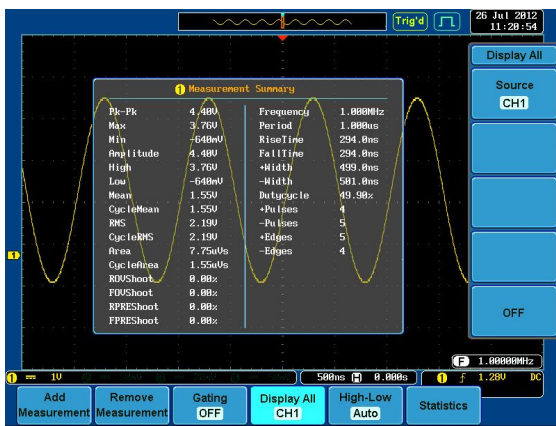 Trig'd
26 Jul 2012
11:20:54
Display All
Source
CH1
OFF
1 Measurement Summary
Pk-Pk 4.40V Frequency 1.000MHz
Max 3.76V Period 1.000us
Min -640mV RiseTime 294.0ns
Amplitude 4.40V FallTime 294.0ns
High 3.76V +Width 499.0ns
Low -640mV -Width 501.0ns
Mean 1.55V Dutycycle 49.90%
CycleMean 1.55V +Pulses 4
RMS 2.19V -Pulses 5
CycleRMS 2.19V +Edges 5
Area 7.75uVs -Edges 4
CycleArea 1.55uVs
ROVShoot 0.00%
FOVShoot 0.00%
RPREShoot 0.00%
FPREShoot 0.00%
1
F 1.00000MHz
1 1V 500ns H 0.000s 1 1.28V DC
Add Measurement
Remove Measurement
Gating OFF
Display All CH1
High-Low Auto
Statistics